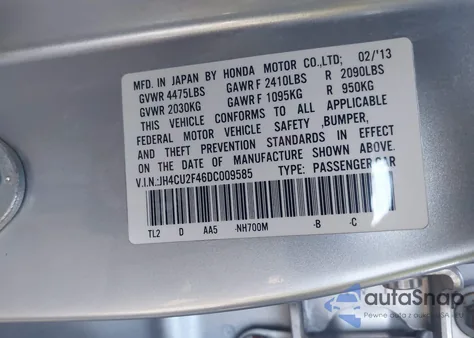 MFD. IN JAPAN BY HONDA MOTOR CO.,LTD; 02/'13
GVWR 4475LBS GAWR F 2410LBS R 2090LBS
GVWR 2030KG GAWR F 1095KG R 950KG
THIS VEHICLE CONFORMS TO ALL APPLICABLE
FEDERAL MOTOR VEHICLE SAFETY ,BUMPER,
AND THEFT PREVENTION STANDARDS IN EFFECT
ON THE DATE OF MANUFACTURE SHOWN ABOVE.
V.I.N.:JH4CU2F46DC009585 TYPE: PASSENGER CAR
TL2 D AA5 -NH700M -B -C
autoSnap
Pewne auto z